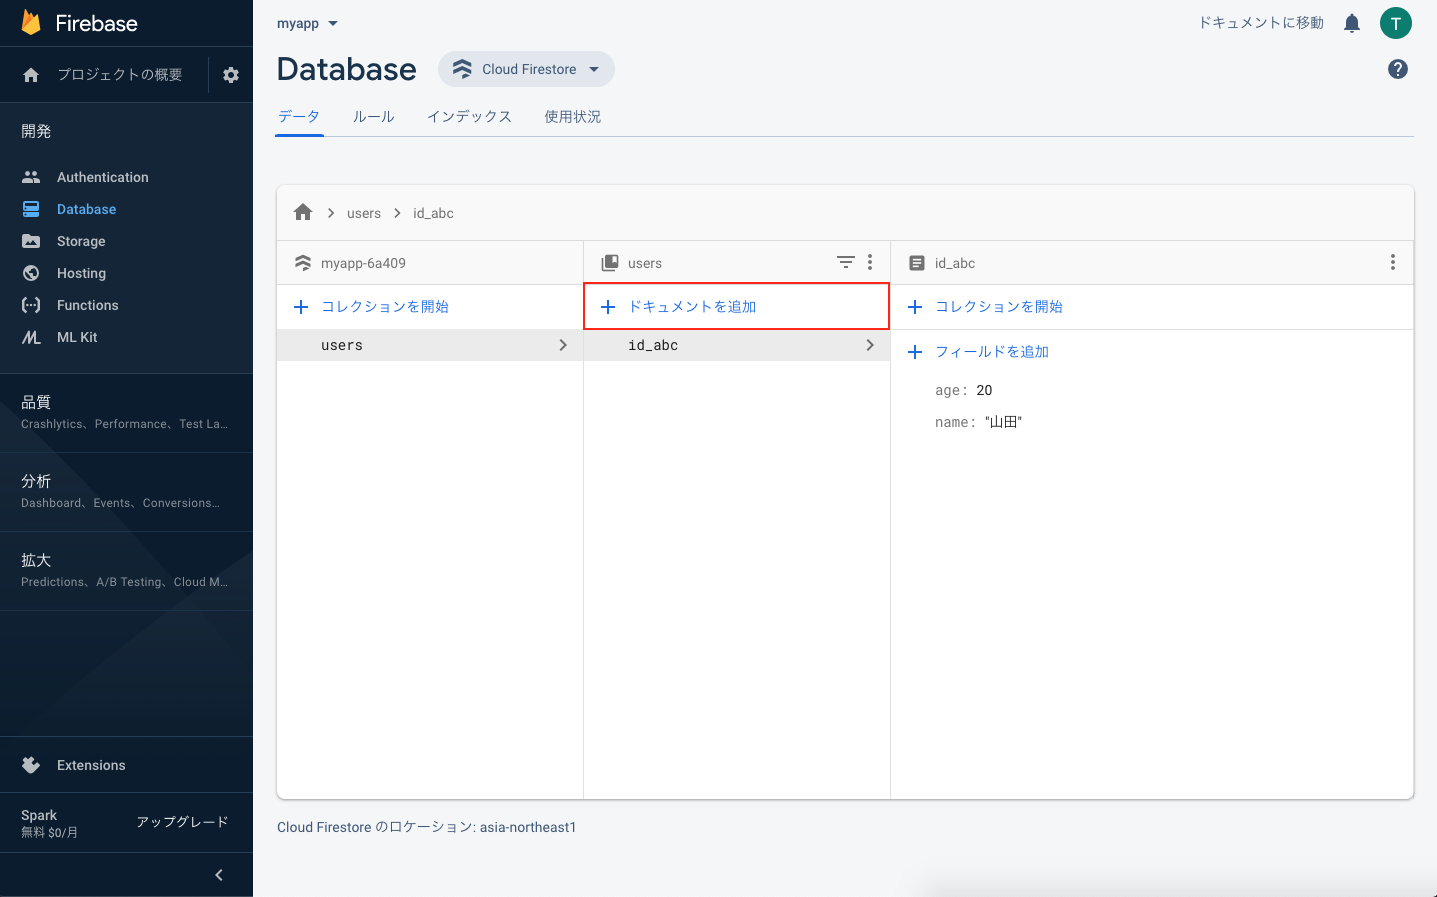 Firebase
プロジェクトの概要
開発
Authentication
Database
Storage
Hosting
Functions
ML Kit
品質
Crashlytics、Performance、Test La...
分析
Dashboard、Events、Conversions...
拡大
Predictions、A/B Testing、Cloud M...
Extensions
Spark
無料 $0/月
アップグレード
myapp
ドキュメントに移動
T
Database
Cloud Firestore
?
データ ルール インデックス 使用状況
users id_abc
myapp-6a409
コレクションを開始
users
users
ドキュメントを追加
id_abc
id_abc
コレクションを開始
フィールドを追加
age: 20
name: "山田"
Cloud Firestore のロケーション: asia-northeast1